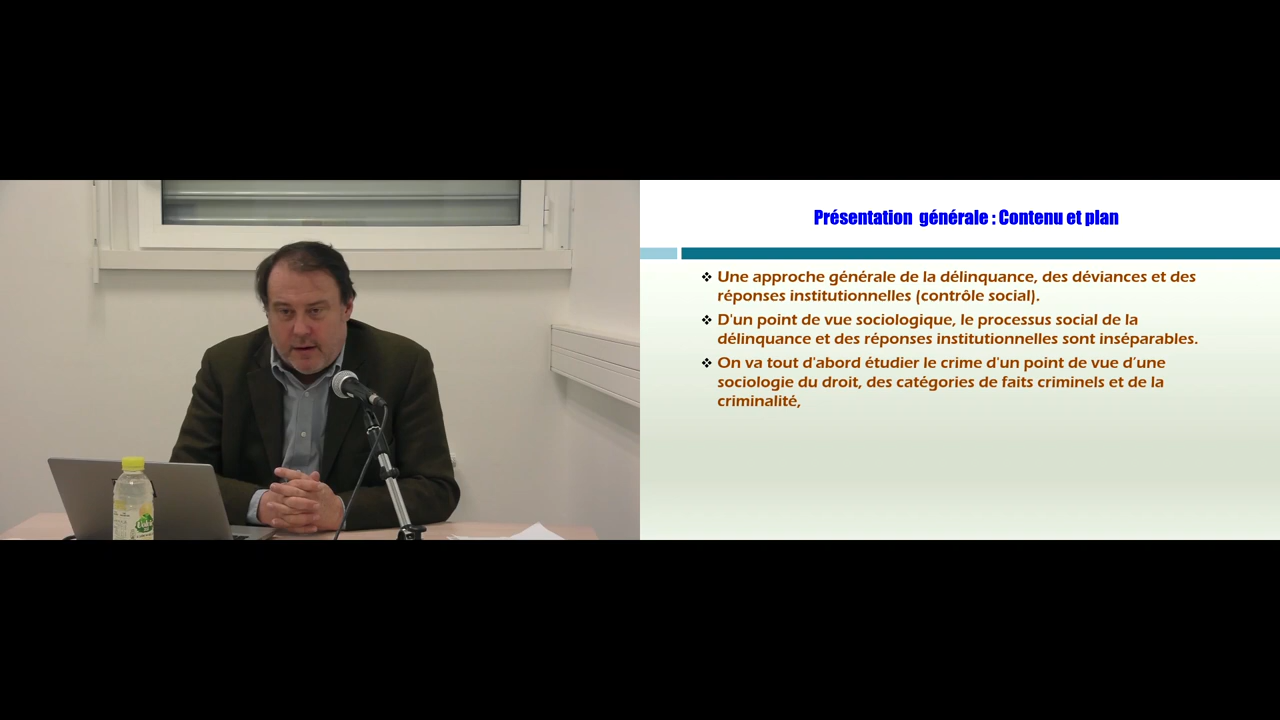 Présentation générale : Contenu et plan
❖ Une approche générale de la délinquance, des déviances et des
réponses institutionnelles (contrôle social).
❖ D'un point de vue sociologique, le processus social de la
délinquance et des réponses institutionnelles sont inséparables.
❖ On va tout d'abord étudier le crime d'un point de vue d'une
sociologie du droit, des catégories de faits criminels et de la
criminalité,
Volvic